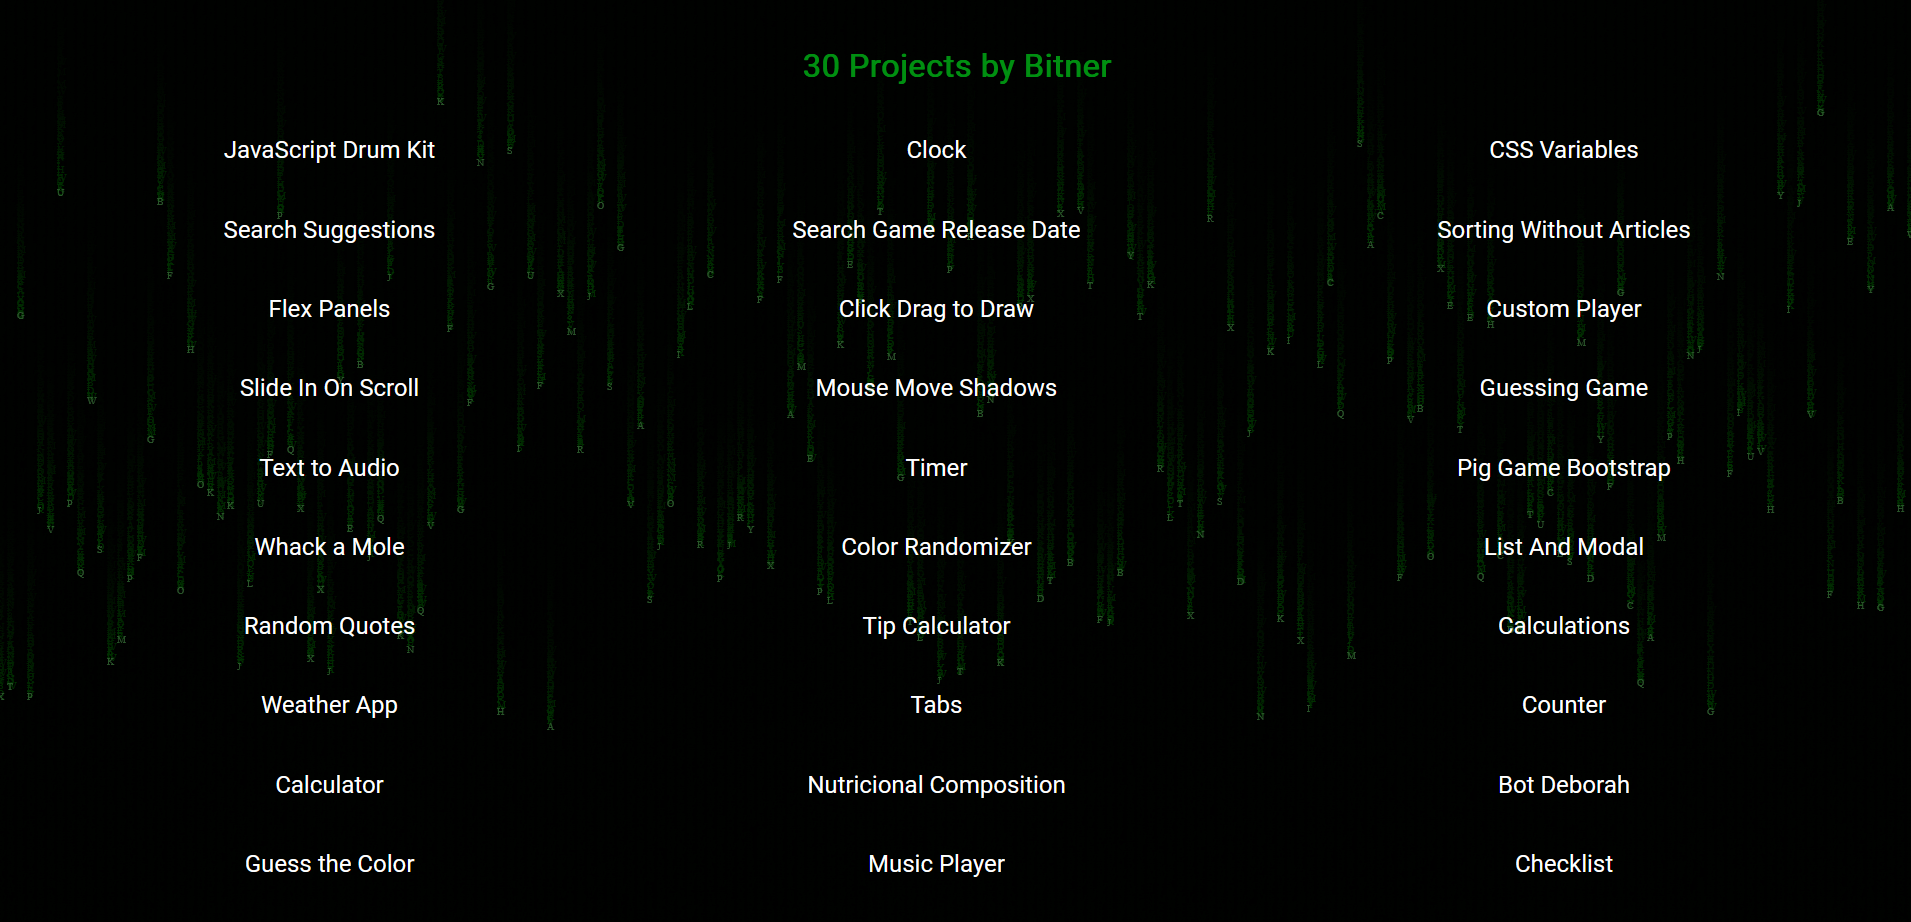 30 Projects by Bitner
JavaScript Drum Kit Clock CSS Variables
Search Suggestions Search Game Release Date Sorting Without Articles
Flex Panels Click Drag to Draw Custom Player
Slide In On Scroll Mouse Move Shadows Guessing Game
Text to Audio Timer Pig Game Bootstrap
Whack a Mole Color Randomizer List And Modal
Random Quotes Tip Calculator Calculations
Weather App Tabs Counter
Calculator Nutricional Composition Bot Deborah
Guess the Color Music Player Checklist